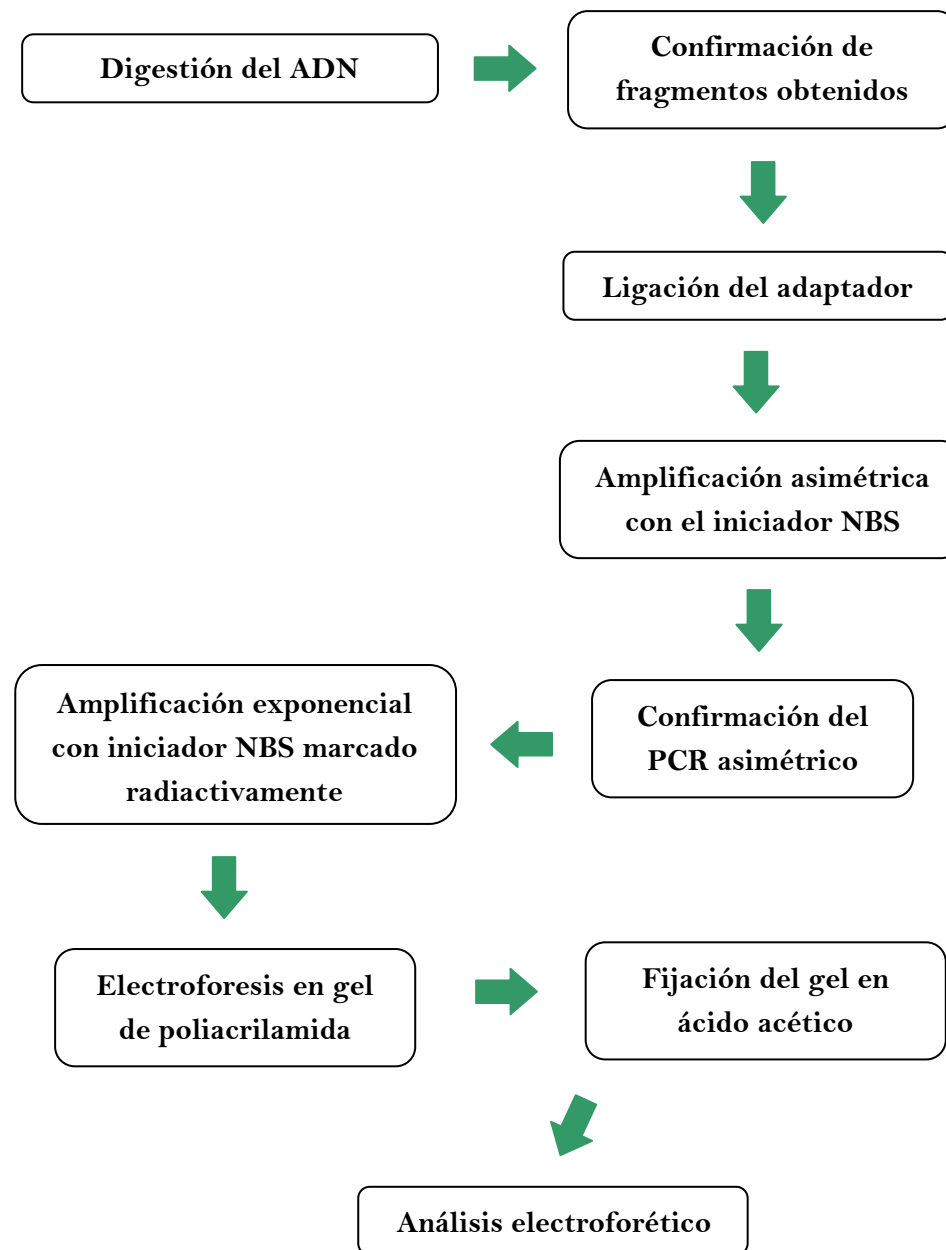 Digestión del ADN
Confirmación de
fragmentos obtenidos
Ligación del adaptador
Amplificación asimétrica
con el iniciador NBS
Confirmación del
PCR asimétrico
Amplificación exponencial
con iniciador NBS marcado
radiactivamente
Electroforesis en gel
de poliacrilamida
Fijación del gel en
ácido acético
Análisis electroforético